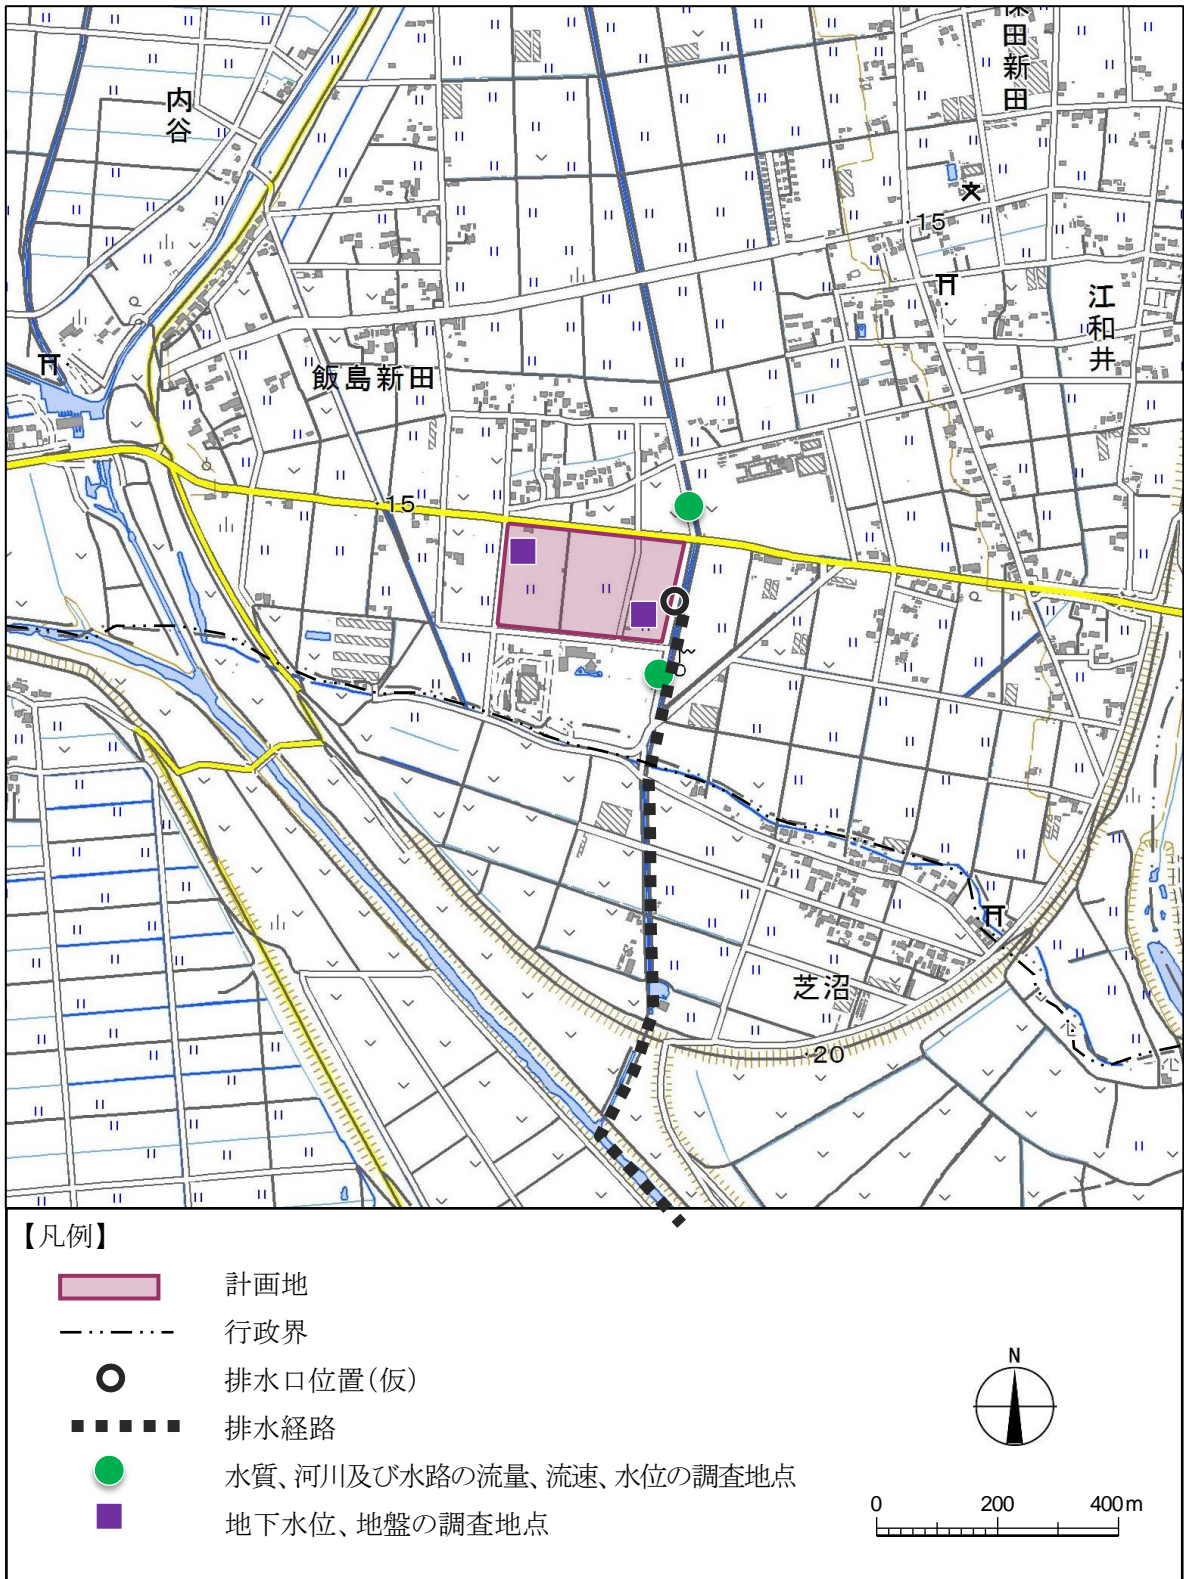 田新田
内谷
15
江和井
飯島新田
15
芝沼
20
【凡例】
計画地
行政界
排水口位置(仮)
排水経路
水質、河川及び水路の流量、流速、水位の調査地点
地下水位、地盤の調査地点
N
0 200 400m